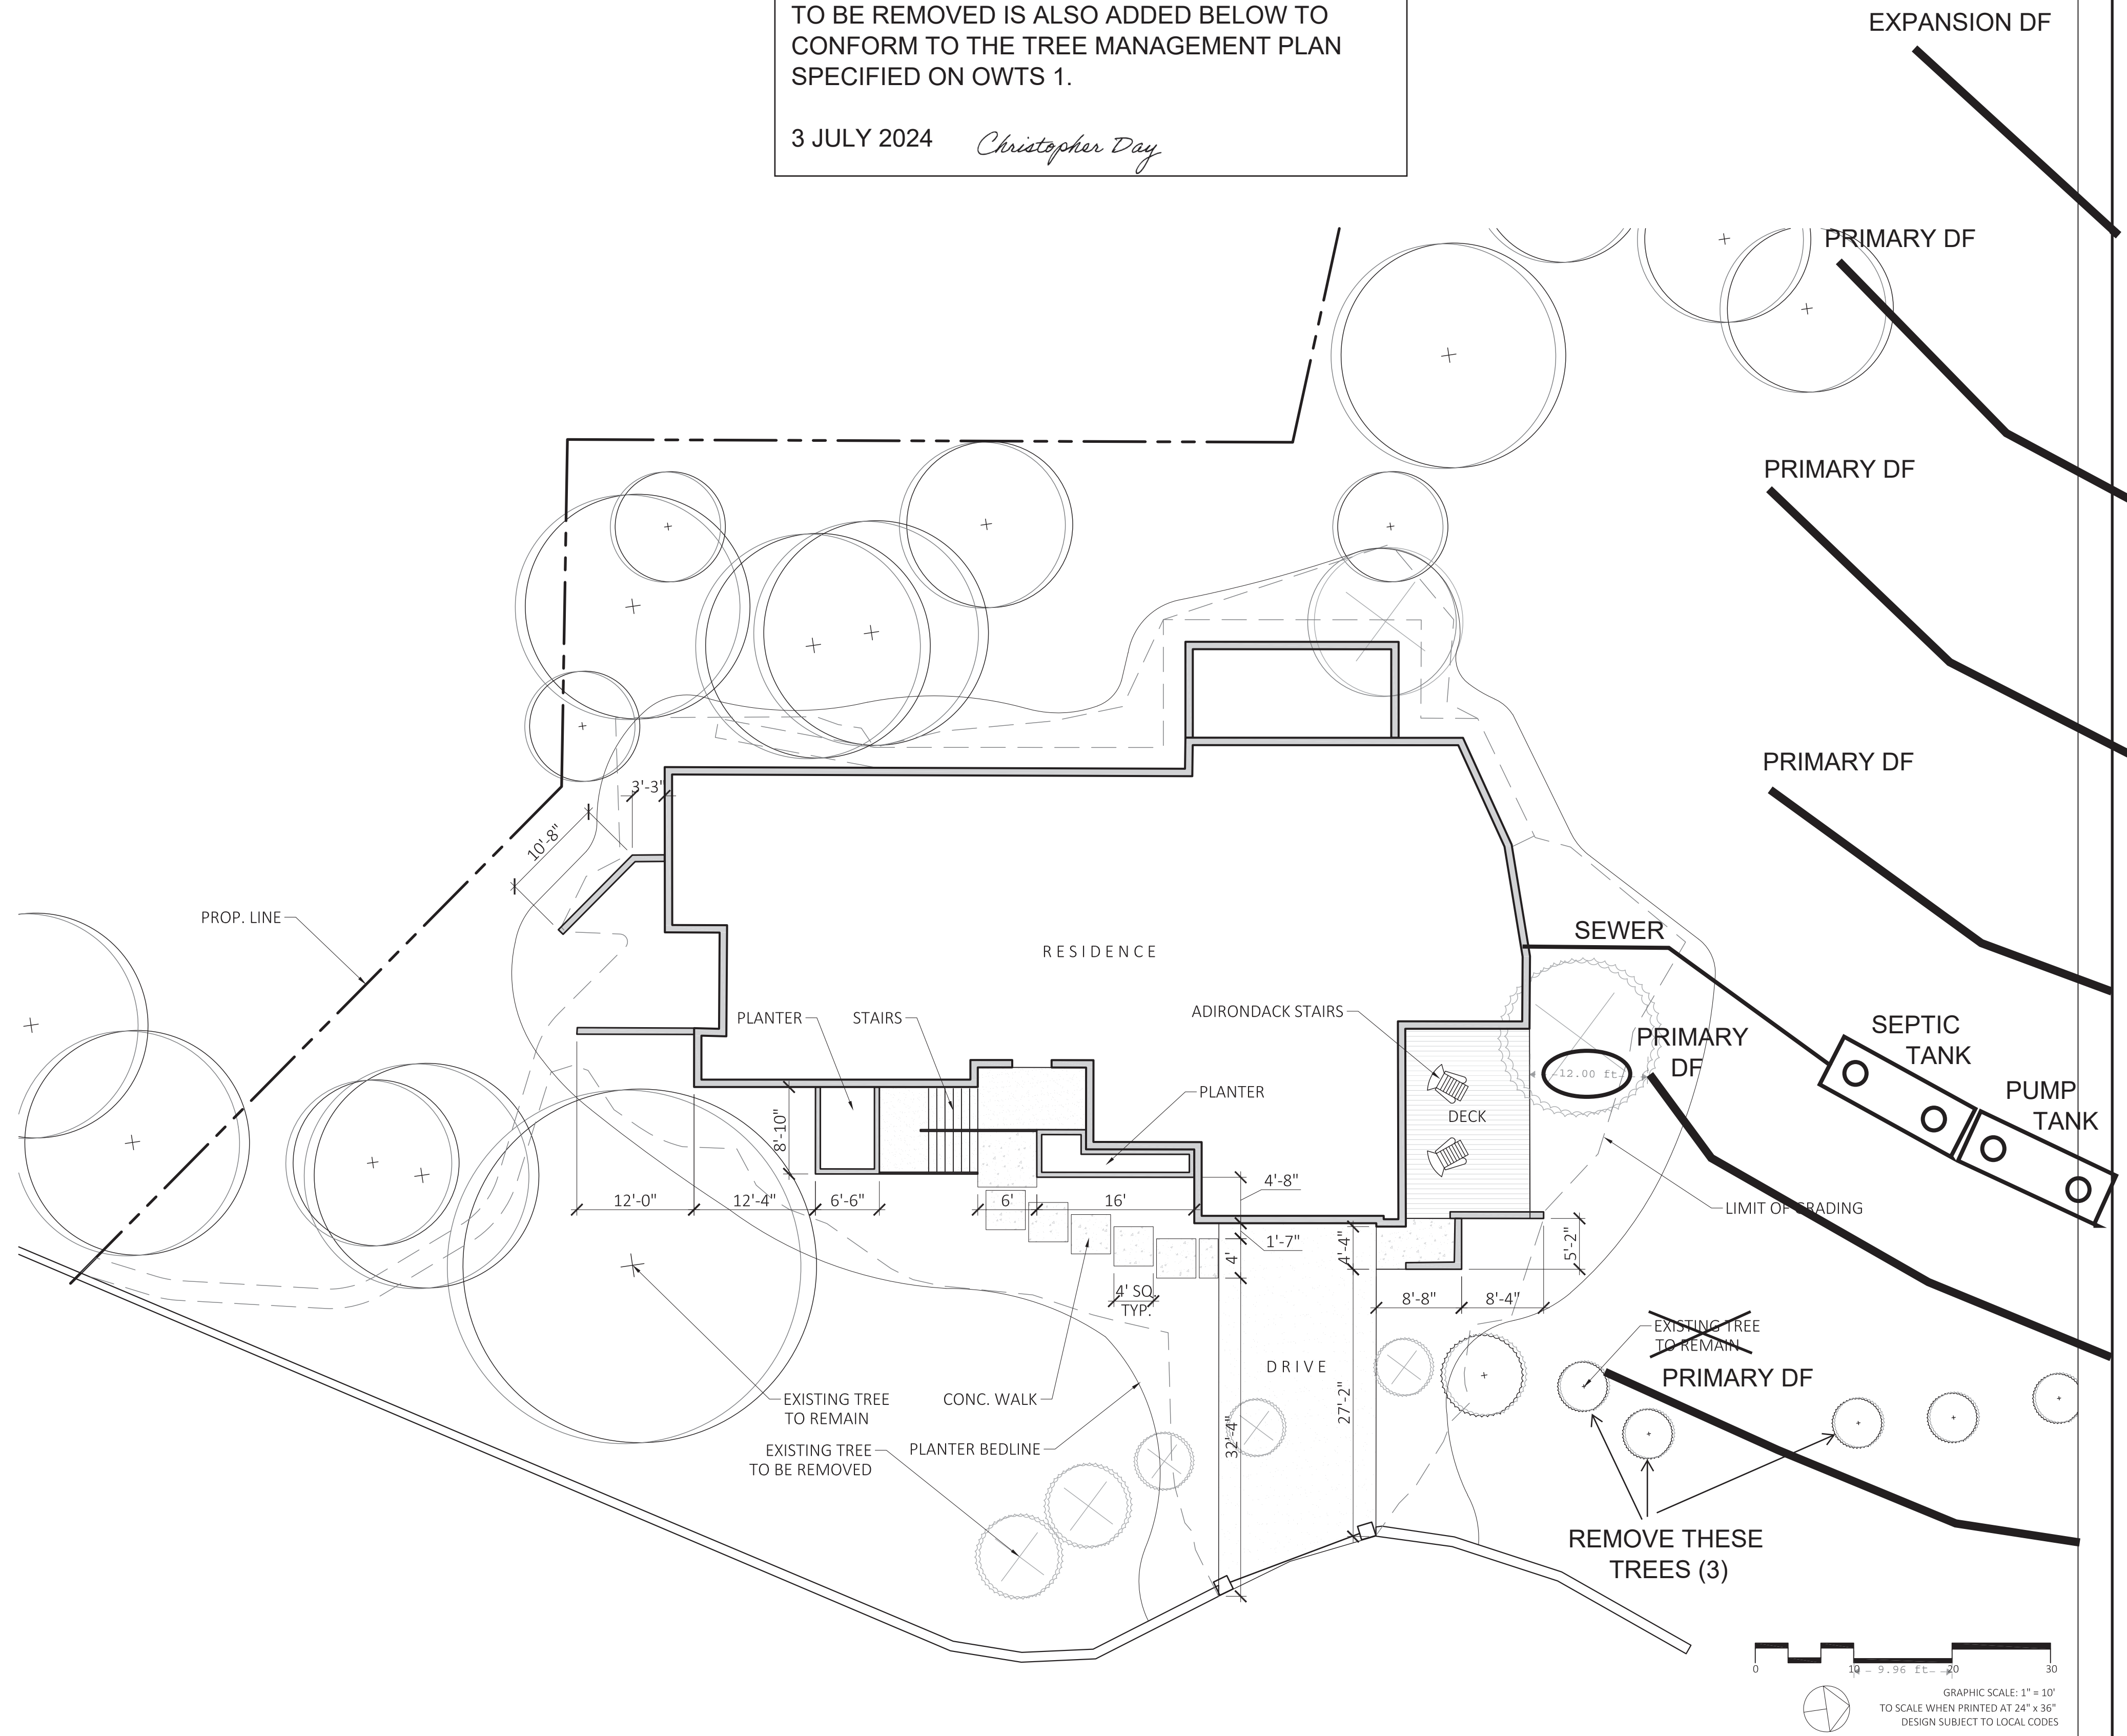 TO BE REMOVED IS ALSO ADDED BELOW TO
CONFORM TO THE TREE MANAGEMENT PLAN
SPECIFIED ON OWTS 1.
3 JULY 2024 Christopher Day
EXPANSION DF
PRIMARY DF
PRIMARY DF
PRIMARY DF
3'-3"
10'-8"
PROP. LINE
RESIDENCE
SEWER
PLANTER
STAIRS
ADIRONDACK STAIRS
SEPTIC
TANK
PRIMARY
DF
12.00 ft
PUMP
TANK
PLANTER
DECK
8'-10"
12'-0"
12'-4"
6'-6"
6'
16'
4'-8"
1'-7"
4'
4'-4"
5'-2"
LIMIT OF GRADING
4' SQ.
TYP.
8'-8"
8'-4"
EXISTING TREE
TO REMAIN
PRIMARY DF
DRIVE
27'-2"
32'-4"
EXISTING TREE
TO REMAIN
CONC. WALK
EXISTING TREE
TO BE REMOVED
PLANTER BEDLINE
REMOVE THESE
TREES (3)
0 10 20 30
9.96 ft
GRAPHIC SCALE: 1" = 10'
TO SCALE WHEN PRINTED AT 24" x 36"
DESIGN SUBJECT TO LOCAL CODES